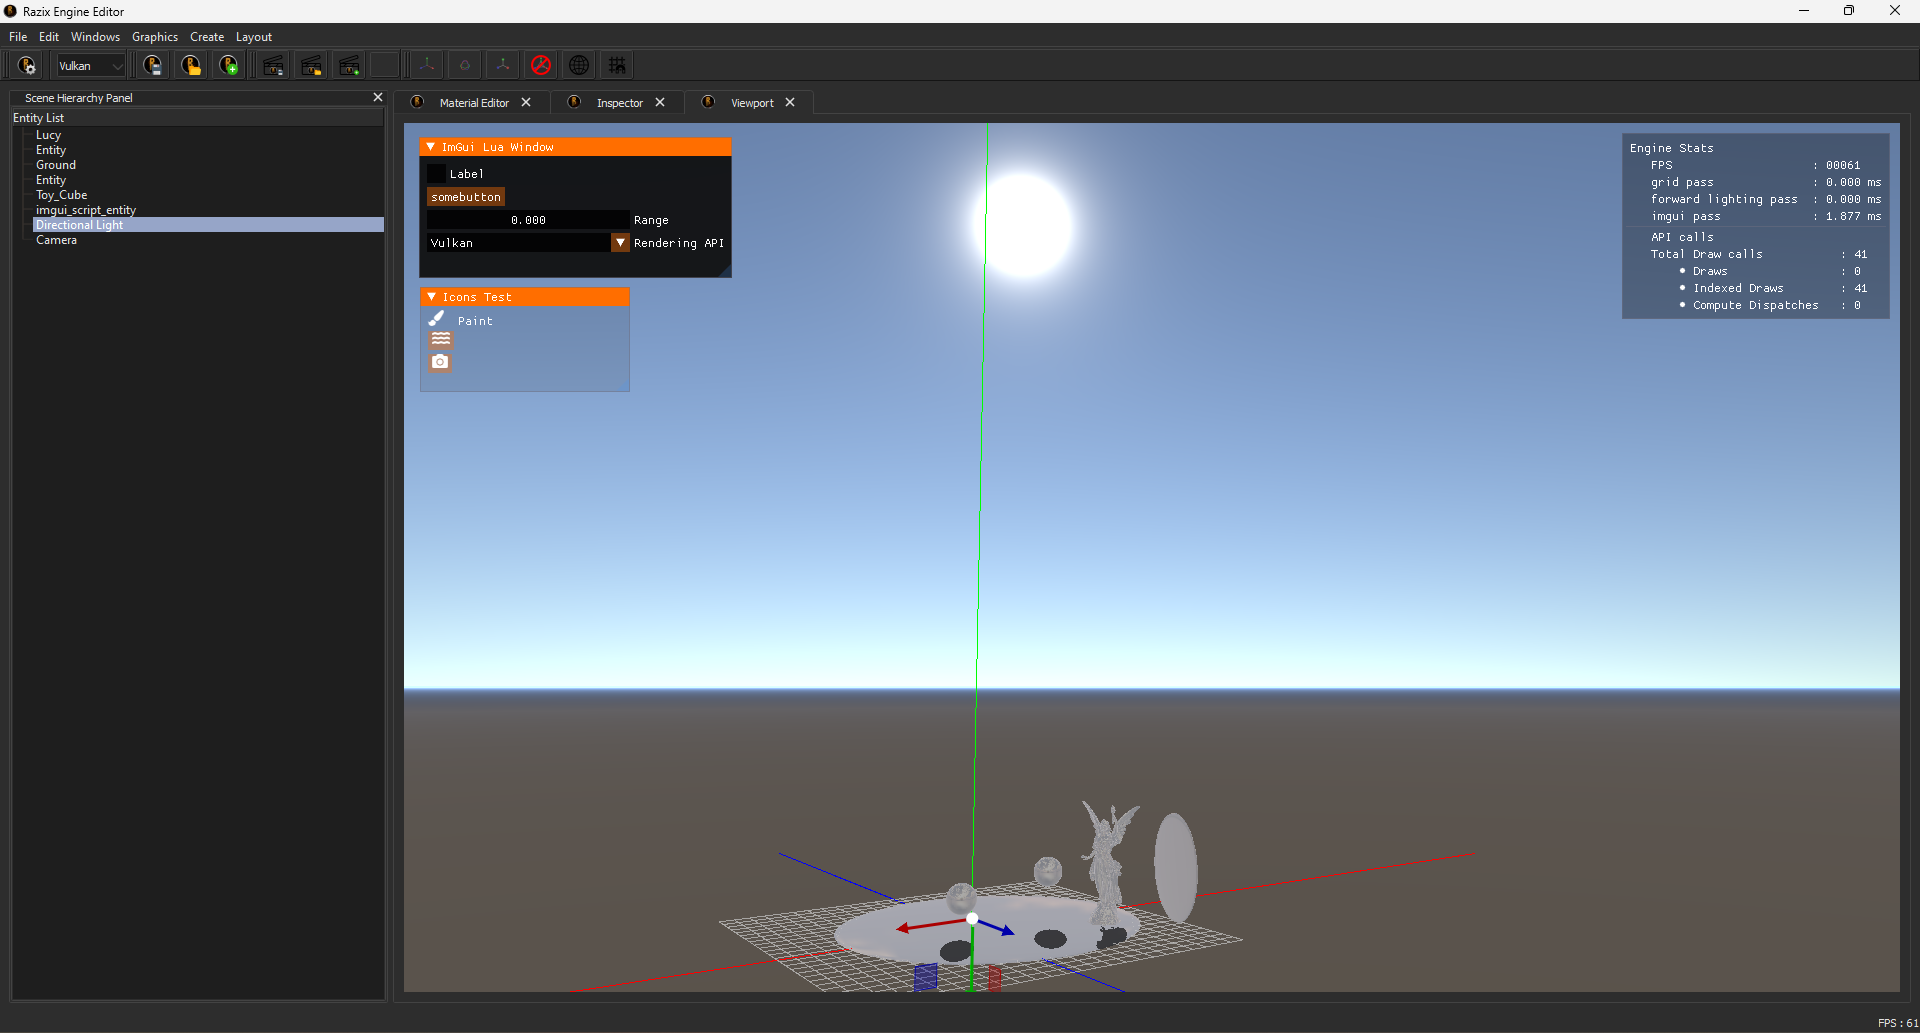 Razix Engine Editor
File Edit Windows Graphics Create Layout
Vulkan
Scene Hierarchy Panel
Entity List
Lucy
Entity
Ground
Entity
Toy_Cube
imgui_script_entity
Directional Light
Camera
Material Editor Inspector Viewport
ImGui Lua Window
Label
somebutton
0.000 Range
Vulkan Rendering API
Icons Test
Paint
Engine Stats
FPS : 00061
grid pass : 0.000 ms
forward lighting pass : 0.000 ms
imgui pass : 1.877 ms
API calls
Total Draw calls : 41
• Draws : 0
• Indexed Draws : 41
• Compute Dispatches : 0
FPS : 61